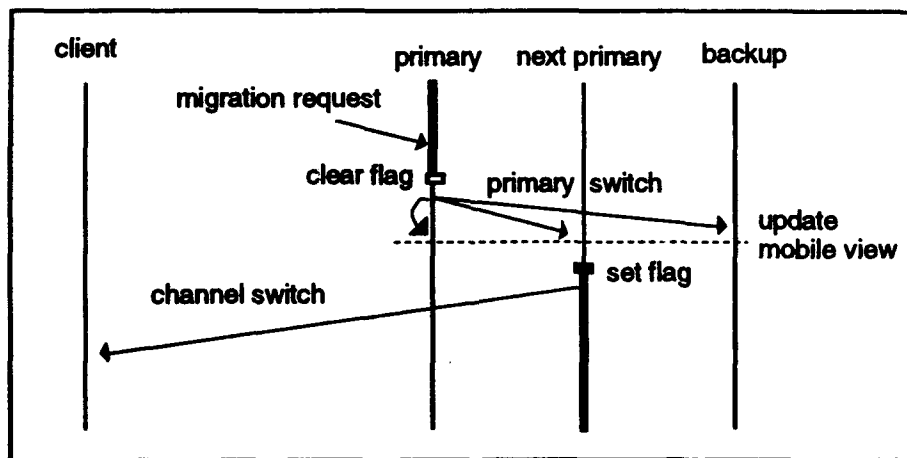 client
primary
next primary
backup
migration request
clear flag
primary switch
update
mobile view
set flag
channel switch